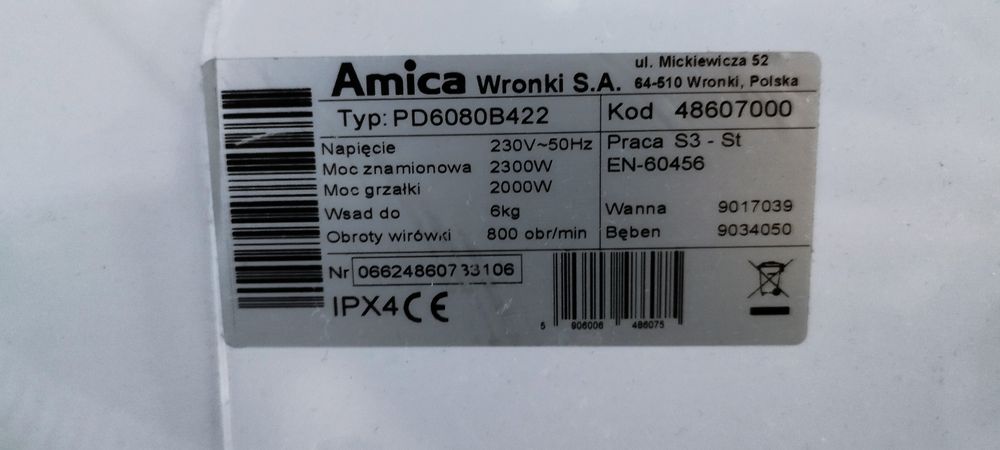 Amica Wronki S.A.
ul. Mickiewicza 52
64-510 Wronki, Polska
Typ: PD6080B422
Kod 48607000
Napięcie 230V~50Hz
Moc znamionowa 2300W
Moc grzałki 2000W
Wsad do 6kg
Obroty wirówki 800 obr/min
Praca S3 - St
EN-60456
Wanna 9017039
Bęben 9034050
Nr 06624860733106
IPX4 CE
5 906006 486075